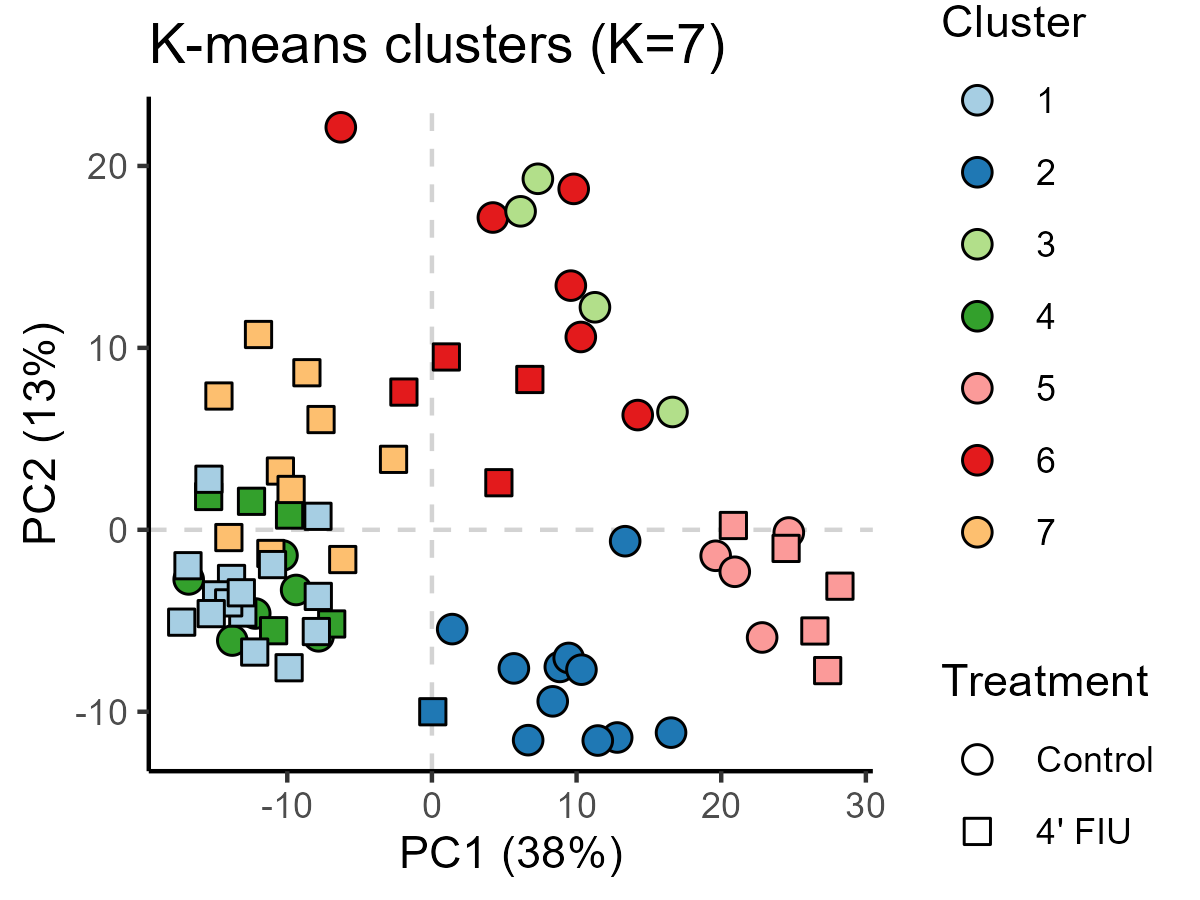 K-means clusters (K=7)
PC2 (13%)
20
10
0
-10
-10
0
10
20
30
PC1 (38%)
Cluster
1
2
3
4
5
6
7
Treatment
Control
4' FIU